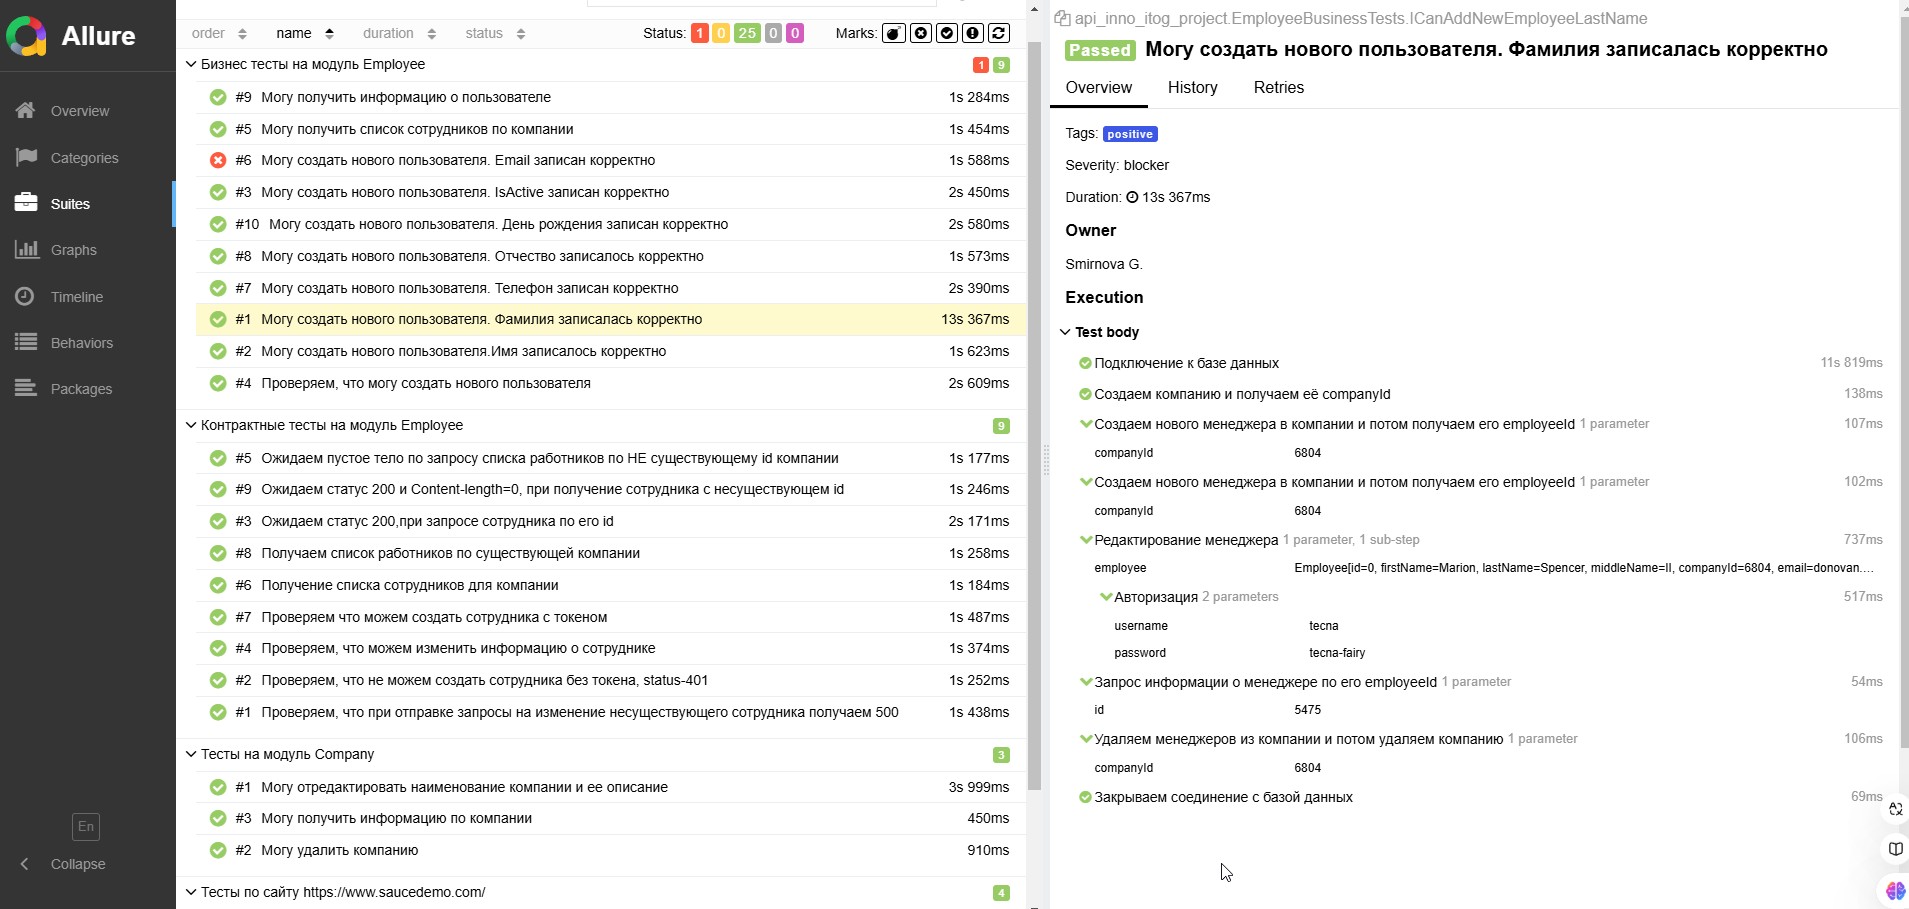 Allure
Overview
Categories
Suites
Graphs
Timeline
Behaviors
Packages
En
Collapse
order name duration status Status: 1 0 25 0 0 Marks:
Бизнес тесты на модуль Employee 1 9
#9 Могу получить информацию о пользователе 1s 284ms
#5 Могу получить список сотрудников по компании 1s 454ms
#6 Могу создать нового пользователя. Email записан корректно 1s 588ms
#3 Могу создать нового пользователя. IsActive записан корректно 2s 450ms
#10 Могу создать нового пользователя. День рождения записан корректно 2s 580ms
#8 Могу создать нового пользователя. Отчество записалось корректно 1s 573ms
#7 Могу создать нового пользователя. Телефон записан корректно 2s 390ms
#1 Могу создать нового пользователя. Фамилия записалась корректно 13s 367ms
#2 Могу создать нового пользователя.Имя записалось корректно 1s 623ms
#4 Проверяем, что могу создать нового пользователя 2s 609ms
Контрактные тесты на модуль Employee 9
#5 Ожидаем пустое тело по запросу списка работников по НЕ существующему id компании 1s 177ms
#9 Ожидаем статус 200 и Content-length=0, при получение сотрудника с несуществующем id 1s 246ms
#3 Ожидаем статус 200,при запросе сотрудника по его id 2s 171ms
#8 Получаем список работников по существующей компании 1s 258ms
#6 Получение списка сотрудников для компании 1s 184ms
#7 Проверяем что можем создать сотрудника с токеном 1s 487ms
#4 Проверяем, что можем изменить информацию о сотруднике 1s 374ms
#2 Проверяем, что не можем создать сотрудника без токена, status-401 1s 252ms
#1 Проверяем, что при отправке запросы на изменение несуществующего сотрудника получаем 500 1s 438ms
Тесты на модуль Company 3
#1 Могу отредактировать наименование компании и ее описание 3s 999ms
#3 Могу получить информацию по компании 450ms
#2 Могу удалить компанию 910ms
Тесты по сайту https://www.saucedemo.com/ 4
api_inno_itog_project.EmployeeBusinessTests.ICanAddNewEmployeeLastName
Passed Могу создать нового пользователя. Фамилия записалась корректно
Overview History Retries
Tags: positive
Severity: blocker
Duration: 13s 367ms
Owner
Smirnova G.
Execution
Test body
Подключение к базе данных 11s 819ms
Создаем компанию и получаем её companyId 138ms
Создаем нового менеджера в компании и потом получаем его employeeId 1 parameter 107ms
companyId 6804
Создаем нового менеджера в компании и потом получаем его employeeId 1 parameter 102ms
companyId 6804
Редактирование менеджера 1 parameter, 1 sub-step 737ms
employee Employee[id=0, firstName=Marion, lastName=Spencer, middleName=II, companyId=6804, email=donovan....
Авторизация 2 parameters 517ms
username tecna
password tecna-fairy
Запрос информации о менеджере по его employeeId 1 parameter 54ms
id 5475
Удаляем менеджеров из компании и потом удаляем компанию 1 parameter 106ms
companyId 6804
Закрываем соединение с базой данных 69ms